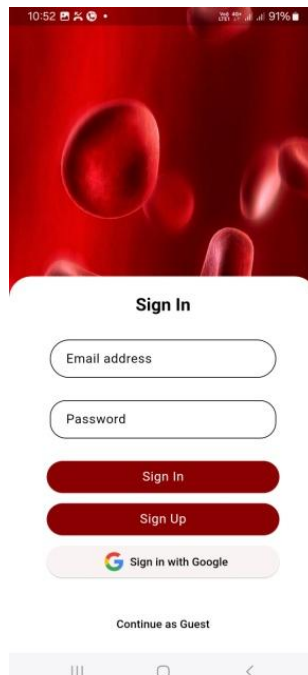 10:52
91%
Sign In
Email address
Password
Sign In
Sign Up
Sign in with Google
Continue as Guest